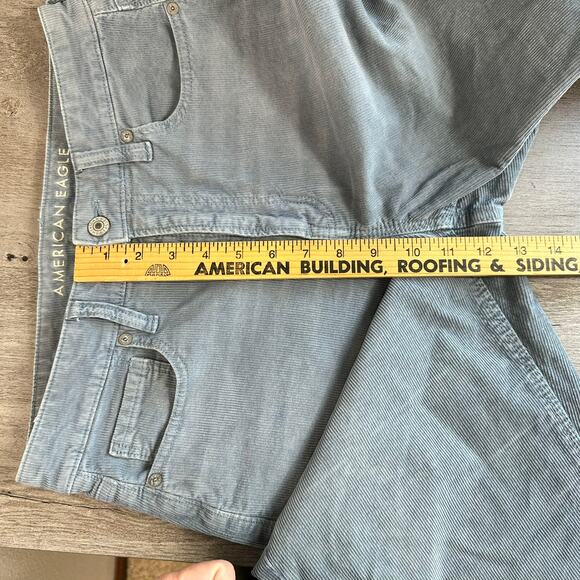 AMERICAN EAGLE
1 2 3 4 5 6 7 8 9 10 11 12 13 14
AMERICAN BUILDING, ROOFING & SIDING